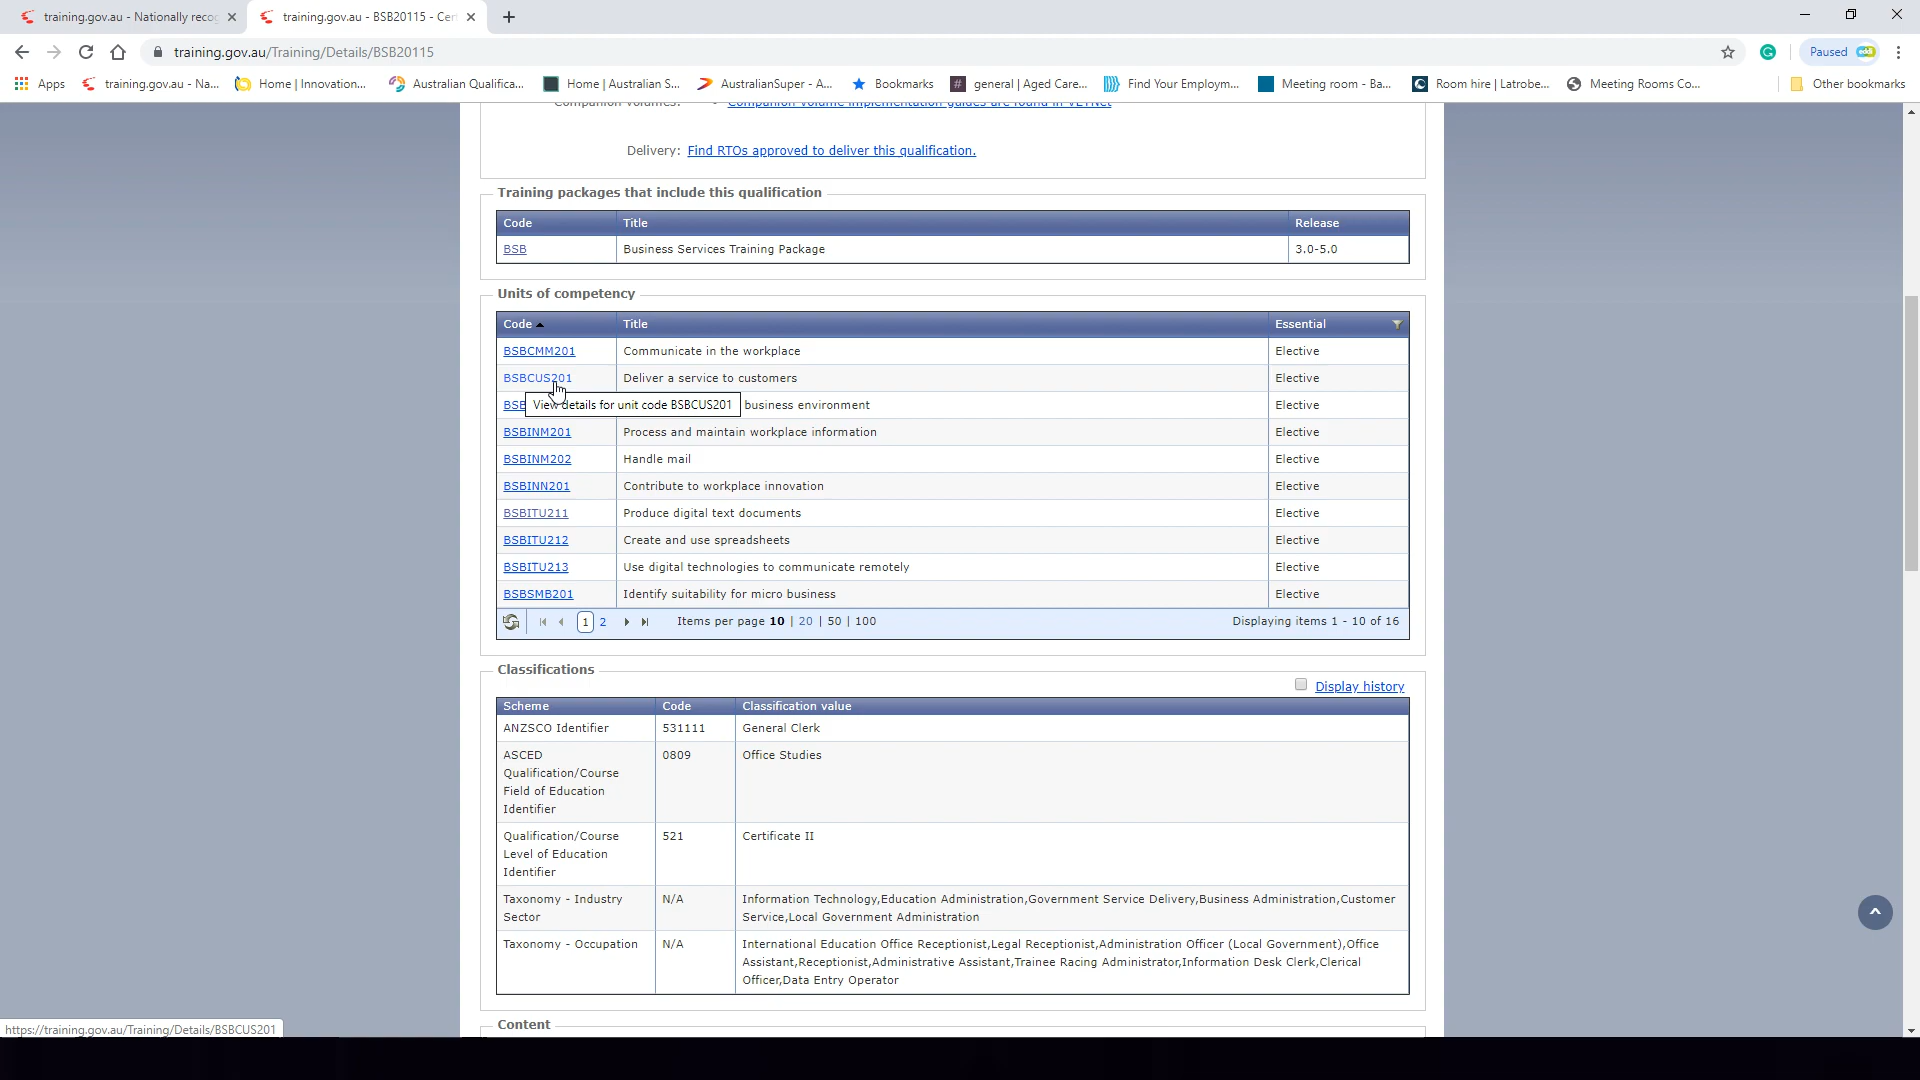 training.gov.au - Nationally reco
training.gov.au - BSB20115 - Cer
training.gov.au/Training/Details/BSB20115
Paused
Apps
training.gov.au - Na...
Home | Innovation...
Australian Qualifica...
Home | Australian S...
AustralianSuper - A...
Bookmarks
general | Aged Care...
Find Your Employm...
Meeting room - Ba...
Room hire | Latrobe...
Meeting Rooms Co...
Other bookmarks
Companion volumes: • Companion volume implementation guides are found in VETNet
Delivery: Find RTOs approved to deliver this qualification.
Training packages that include this qualification
Code Title Release
BSB Business Services Training Package 3.0-5.0
Units of competency
Code Title Essential
BSBCMM201 Communicate in the workplace Elective
BSBCUS201 Deliver a service to customers Elective
BSB View details for unit code BSBCUS201 business environment Elective
BSBINM201 Process and maintain workplace information Elective
BSBINM202 Handle mail Elective
BSBINN201 Contribute to workplace innovation Elective
BSBITU211 Produce digital text documents Elective
BSBITU212 Create and use spreadsheets Elective
BSBITU213 Use digital technologies to communicate remotely Elective
BSBSMB201 Identify suitability for micro business Elective
1 2 Items per page 10 | 20 | 50 | 100 Displaying items 1 - 10 of 16
Classifications
Display history
Scheme Code Classification value
ANZSCO Identifier 531111 General Clerk
ASCED 0809 Office Studies
Qualification/Course
Field of Education
Identifier
Qualification/Course 521 Certificate II
Level of Education
Identifier
Taxonomy - Industry N/A Information Technology,Education Administration,Government Service Delivery,Business Administration,Customer
Sector Service,Local Government Administration
Taxonomy - Occupation N/A International Education Office Receptionist,Legal Receptionist,Administration Officer (Local Government),Office
Assistant,Receptionist,Administrative Assistant,Trainee Racing Administrator,Information Desk Clerk,Clerical
Officer,Data Entry Operator
Content
https://training.gov.au/Training/Details/BSBCUS201